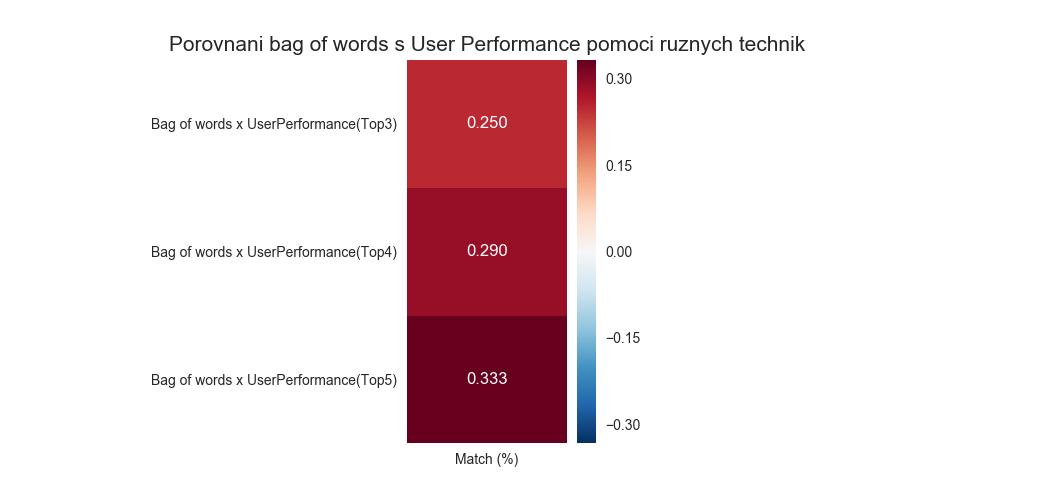 Porovnani bag of words s User Performance pomoci ruznych technik
Bag of words x UserPerformance(Top3)
0.250
Bag of words x UserPerformance(Top4)
0.290
Bag of words x UserPerformance(Top5)
0.333
Match (%)
0.30
0.15
0.00
−0.15
−0.30